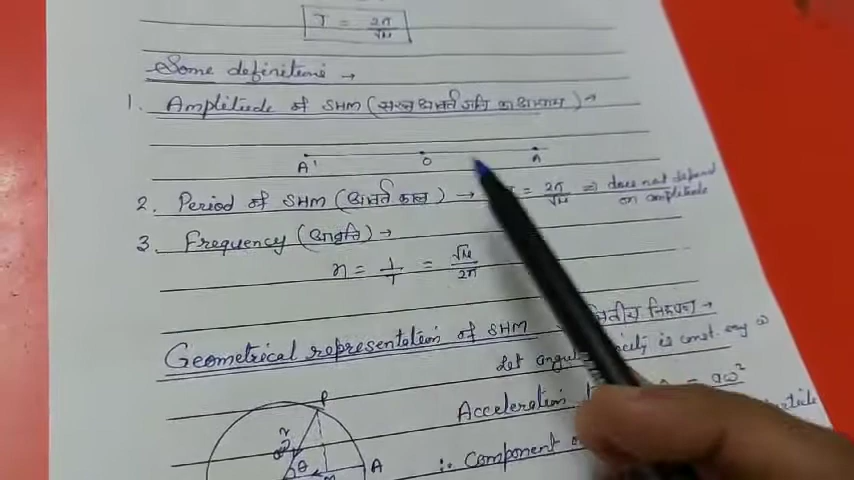 T = 2π/√μ
Some definitions →
1. Amplitude of SHM (सरल आवर्त गति का आयाम) →
A' O A
2. Period of SHM (आवर्त काल) → = 2π/√μ ⇒ does not depend
on amplitude
3. Frequency (आवृति) →
n = 1/T = √μ/2π
Geometrical representation of SHM निरूपण →
Let angul is const. say ω
Acceleration aω²
P
A
θ
∴ Component